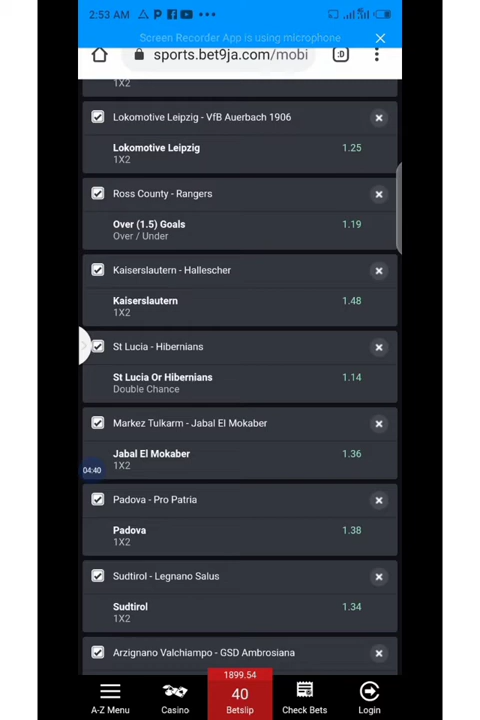 2:53 AM
Screen Recorder App is using microphone
sports.bet9ja.com/mobi
:D
1X2
Lokomotive Leipzig - VfB Auerbach 1906
Lokomotive Leipzig 1.25
1X2
Ross County - Rangers
Over (1.5) Goals 1.19
Over / Under
Kaiserslautern - Hallescher
Kaiserslautern 1.48
1X2
St Lucia - Hibernians
St Lucia Or Hibernians 1.14
Double Chance
Markez Tulkarm - Jabal El Mokaber
Jabal El Mokaber 1.36
1X2
04:40
Padova - Pro Patria
Padova 1.38
1X2
Sudtirol - Legnano Salus
Sudtirol 1.34
1X2
Arzignano Valchiampo - GSD Ambrosiana
1899.54
40
A-Z Menu Casino Betslip Check Bets Login